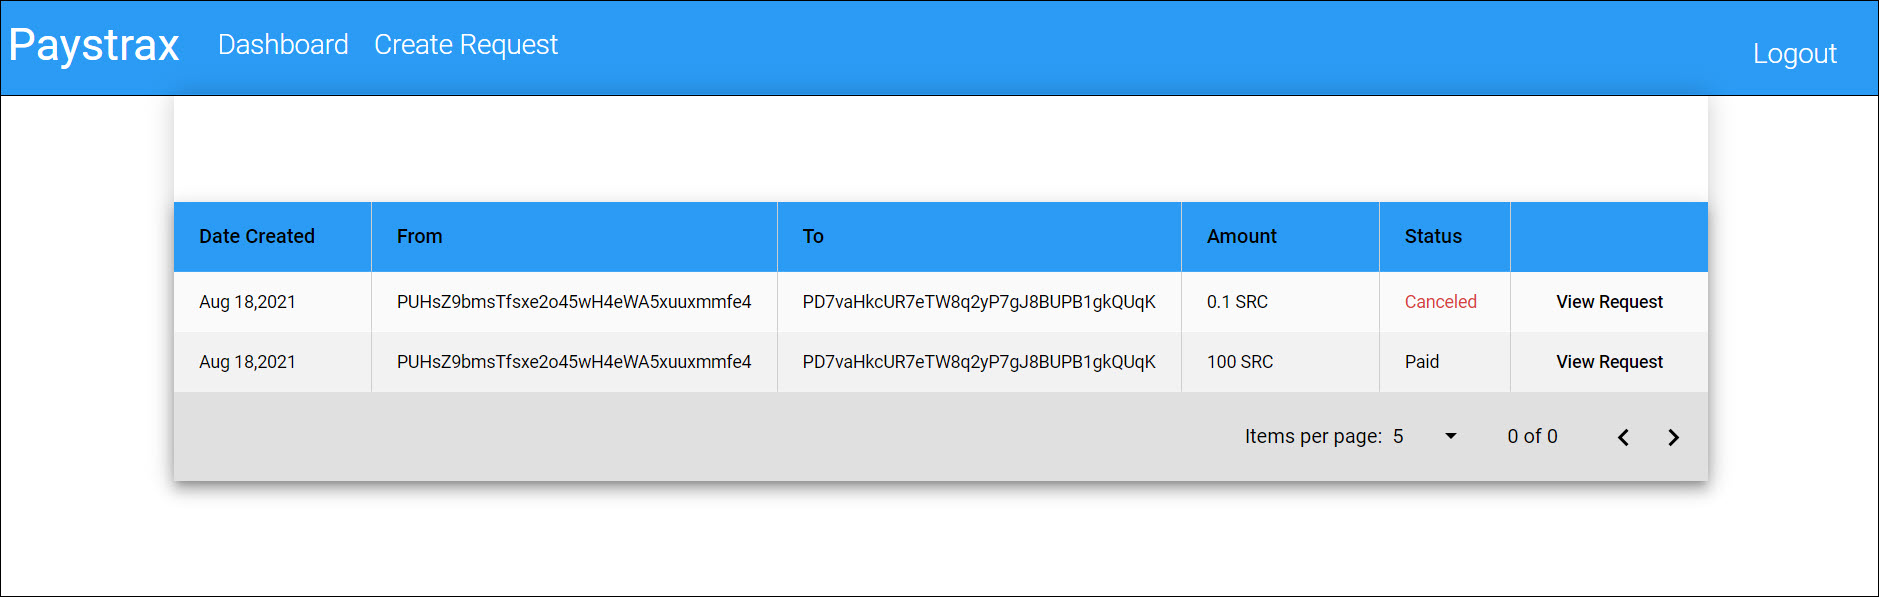 Paystrax Dashboard Create Request Logout
Date Created From To Amount Status
Aug 18,2021 PUHsZ9bmsTfsxe2o45wH4eWA5xuuxmmfe4 PD7vaHkcUR7eTW8q2yP7gJ8BUPB1gkQUqK 0.1 SRC Canceled View Request
Aug 18,2021 PUHsZ9bmsTfsxe2o45wH4eWA5xuuxmmfe4 PD7vaHkcUR7eTW8q2yP7gJ8BUPB1gkQUqK 100 SRC Paid View Request
Items per page: 5 0 of 0